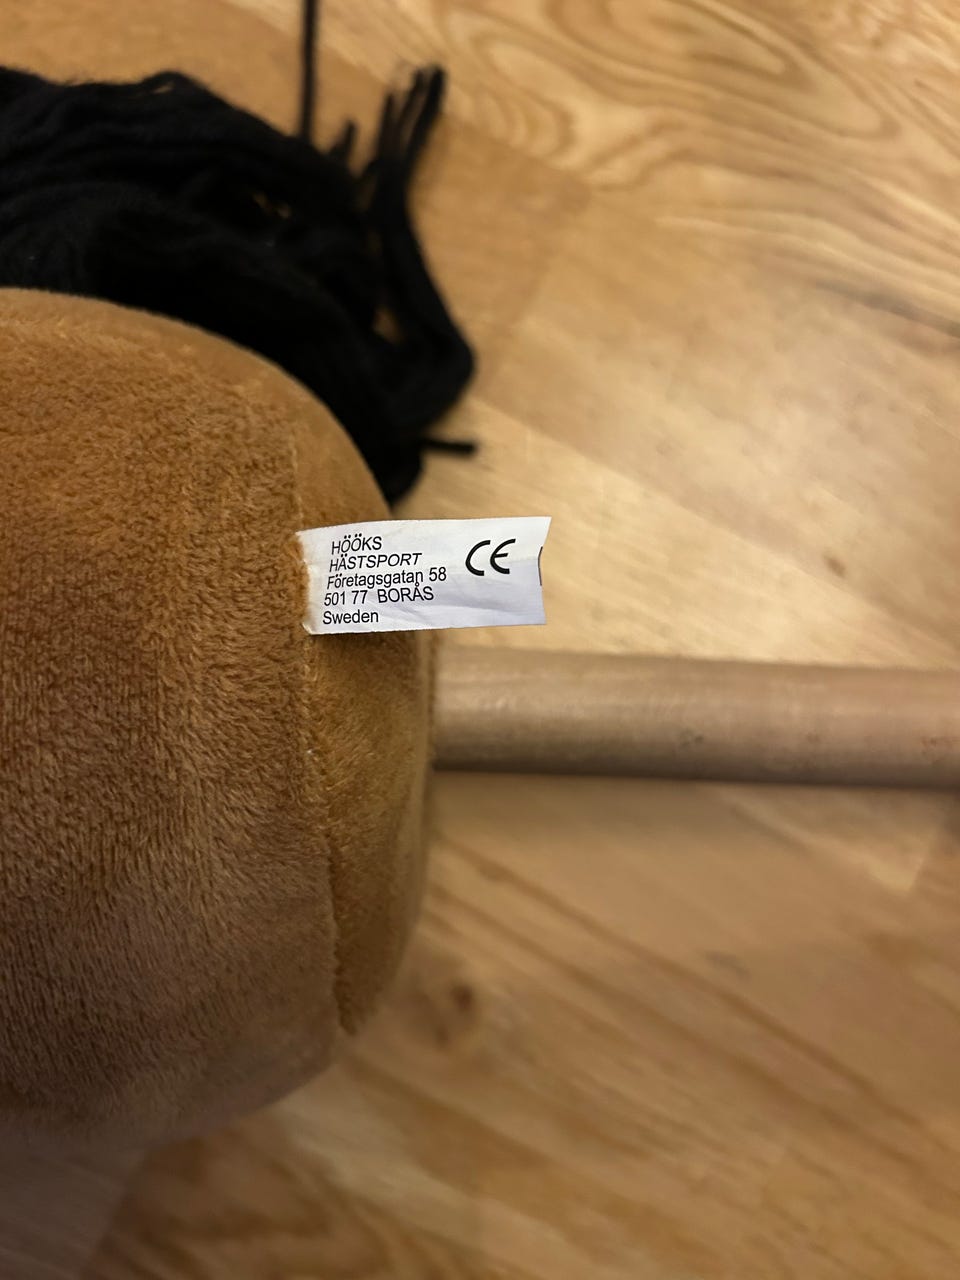 HÖÖKS
HÄSTSPORT
Företagsgatan 58
501 77 BORÅS
Sweden
CE